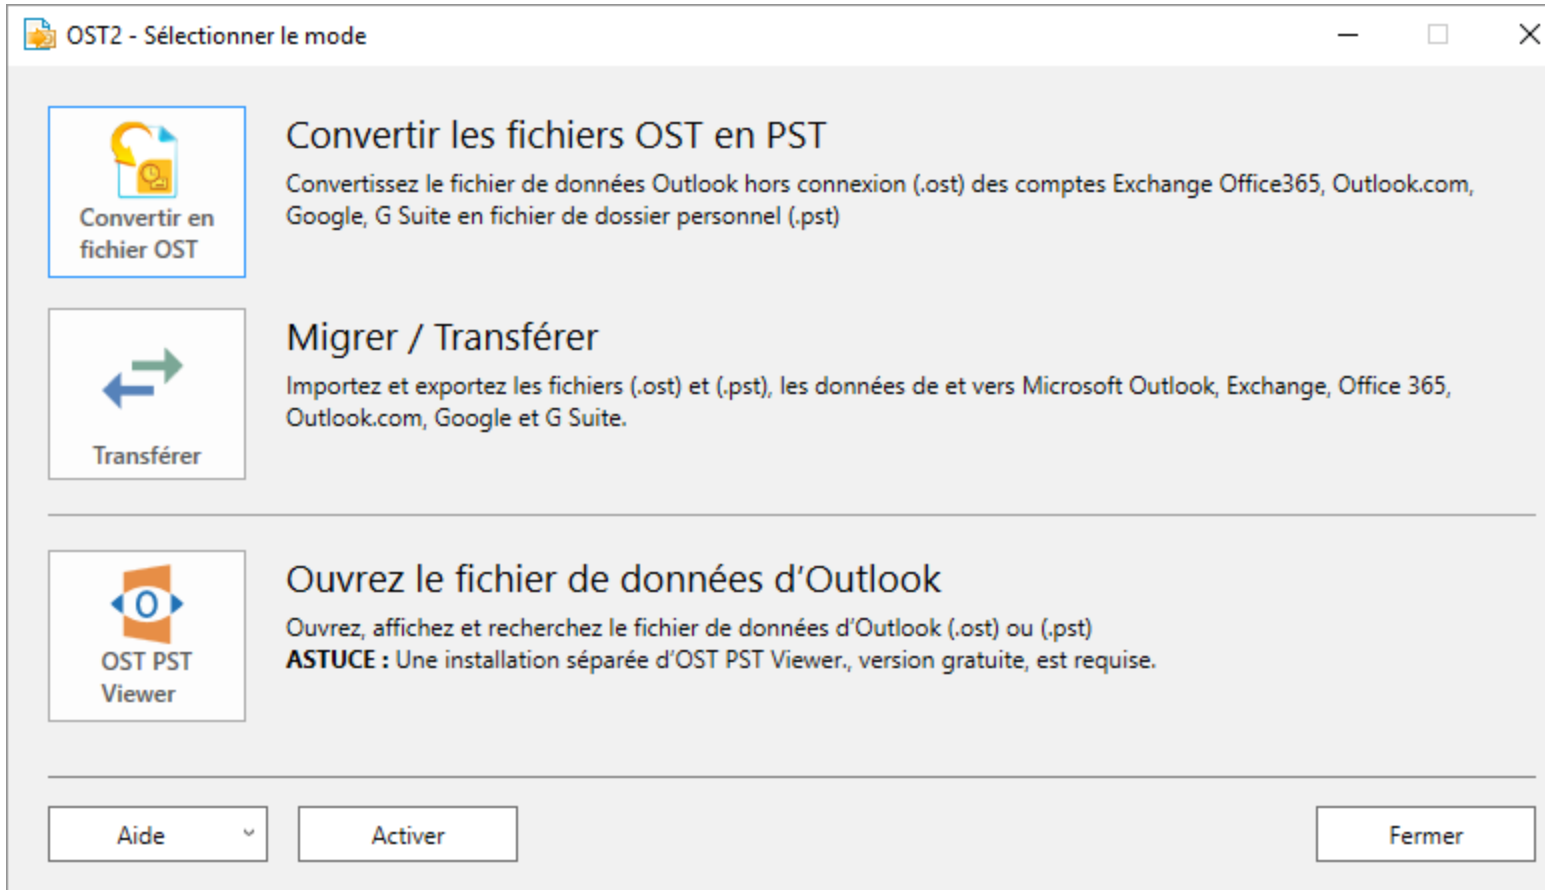 OST2 - Sélectionner le mode
Convertir en
fichier OST
Convertir les fichiers OST en PST
Convertissez le fichier de données Outlook hors connexion (.ost) des comptes Exchange Office365, Outlook.com,
Google, G Suite en fichier de dossier personnel (.pst)
Transférer
Migrer / Transférer
Importez et exportez les fichiers (.ost) et (.pst), les données de et vers Microsoft Outlook, Exchange, Office 365,
Outlook.com, Google et G Suite.
O
OST PST
Viewer
Ouvrez le fichier de données d’Outlook
Ouvrez, affichez et recherchez le fichier de données d’Outlook (.ost) ou (.pst)
ASTUCE : Une installation séparée d’OST PST Viewer., version gratuite, est requise.
Aide
Activer
Fermer